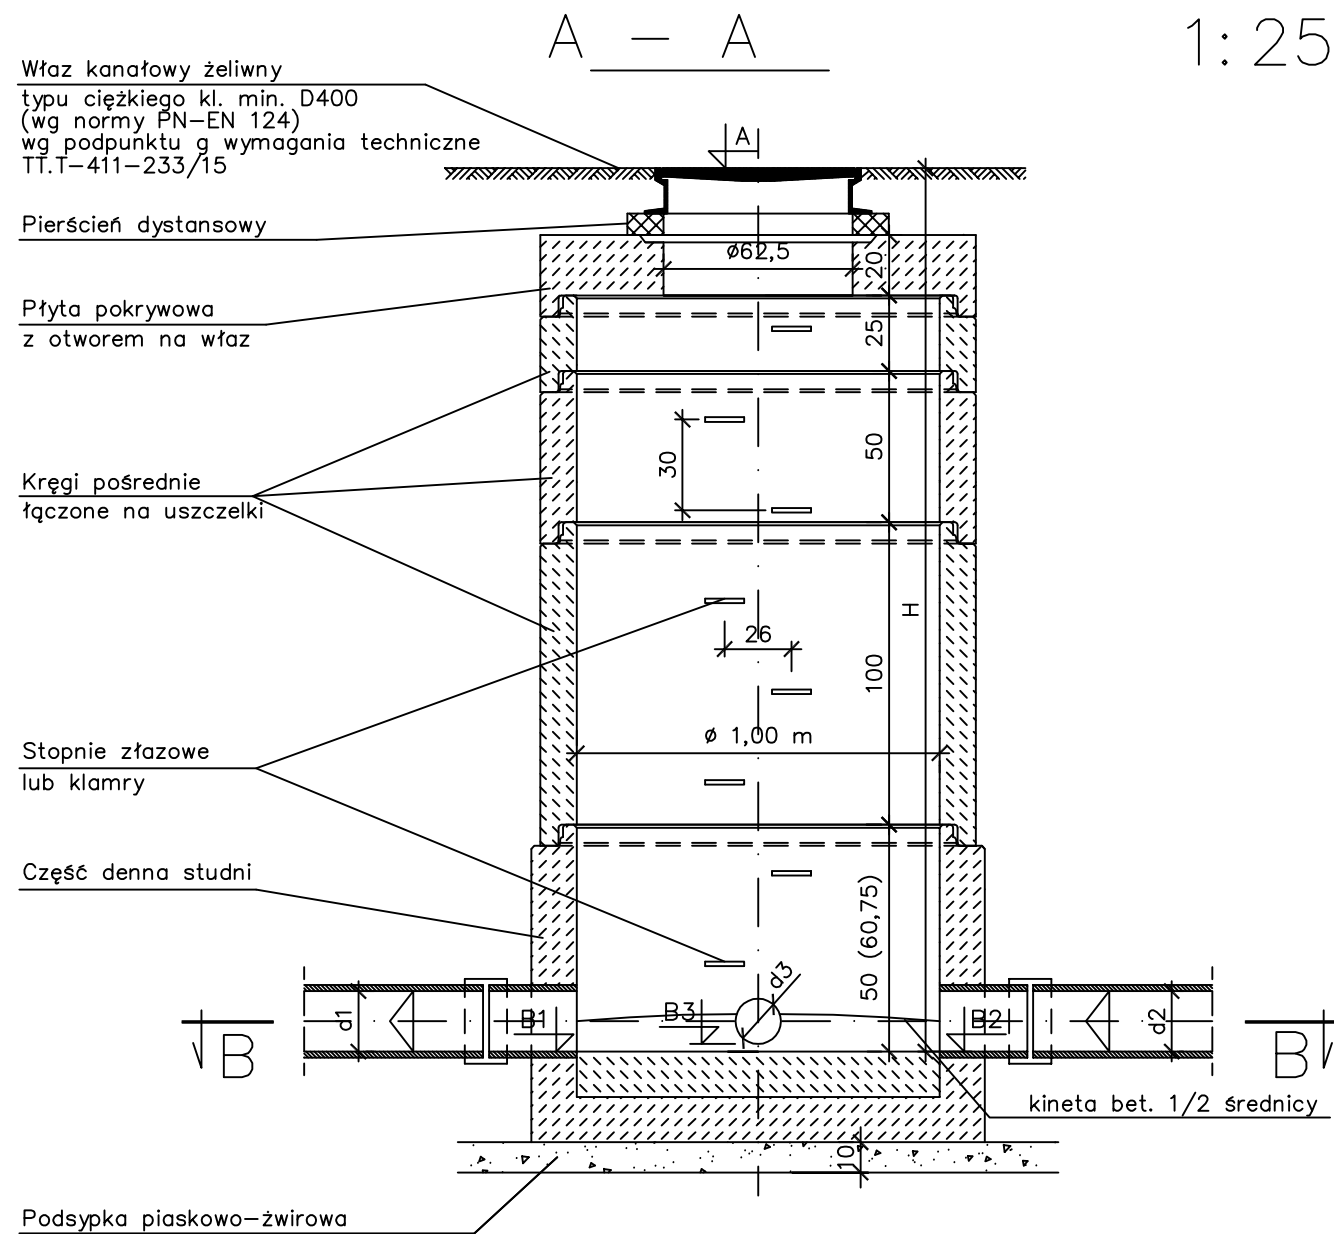 A – A
1:25
Właz kanałowy żeliwny
typu ciężkiego kl. min. D400
(wg normy PN–EN 124)
wg podpunktu g wymagania techniczne
TT.T–411–233/15
A
Pierścień dystansowy
ø62,5
20
Płyta pokrywowa
z otworem na właz
25
50
30
Kręgi pośrednie
łączone na uszczelki
H
26
100
ø 1,00 m
Stopnie złazowe
lub klamry
Część denna studni
50 (60,75)
d3
d1
B1
B3
B2
d2
B
B
kineta bet. 1/2 średnicy
10
Podsypka piaskowo–żwirowa